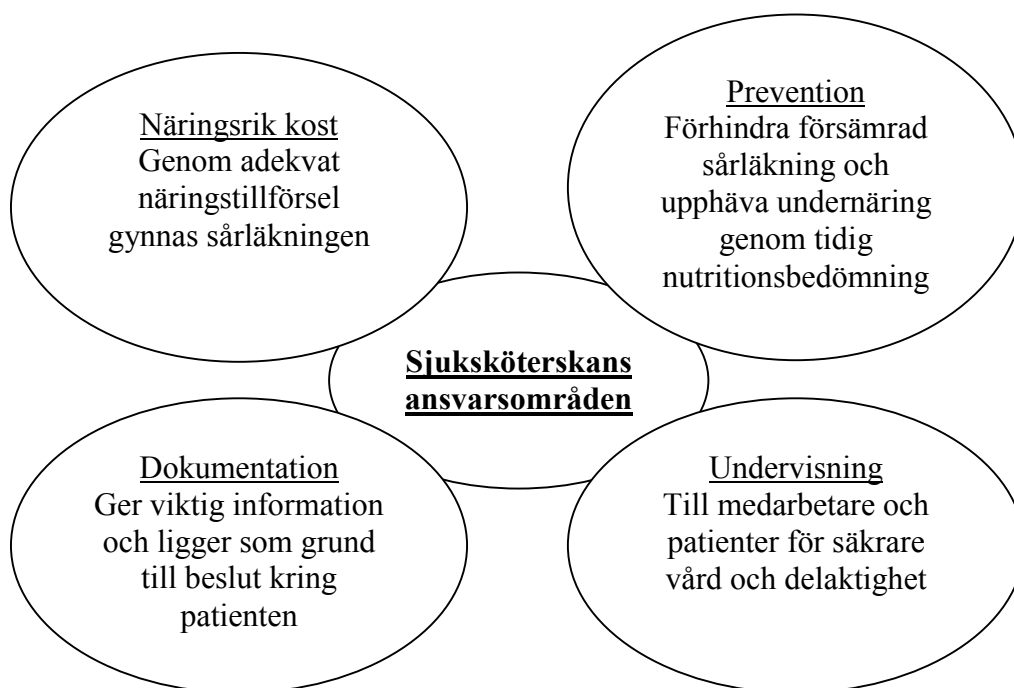 Näringsrik kost
Genom adekvat
näringstillförsel
gynnas sårläkningen
Prevention
Förhindra försämrad
sårläkning och
upphäva undernäring
genom tidig
nutritionsbedömning
Sjuksköterskans
ansvarsområden
Dokumentation
Ger viktig information
och ligger som grund
till beslut kring
patienten
Undervisning
Till medarbetare och
patienter för säkrare
vård och delaktighet